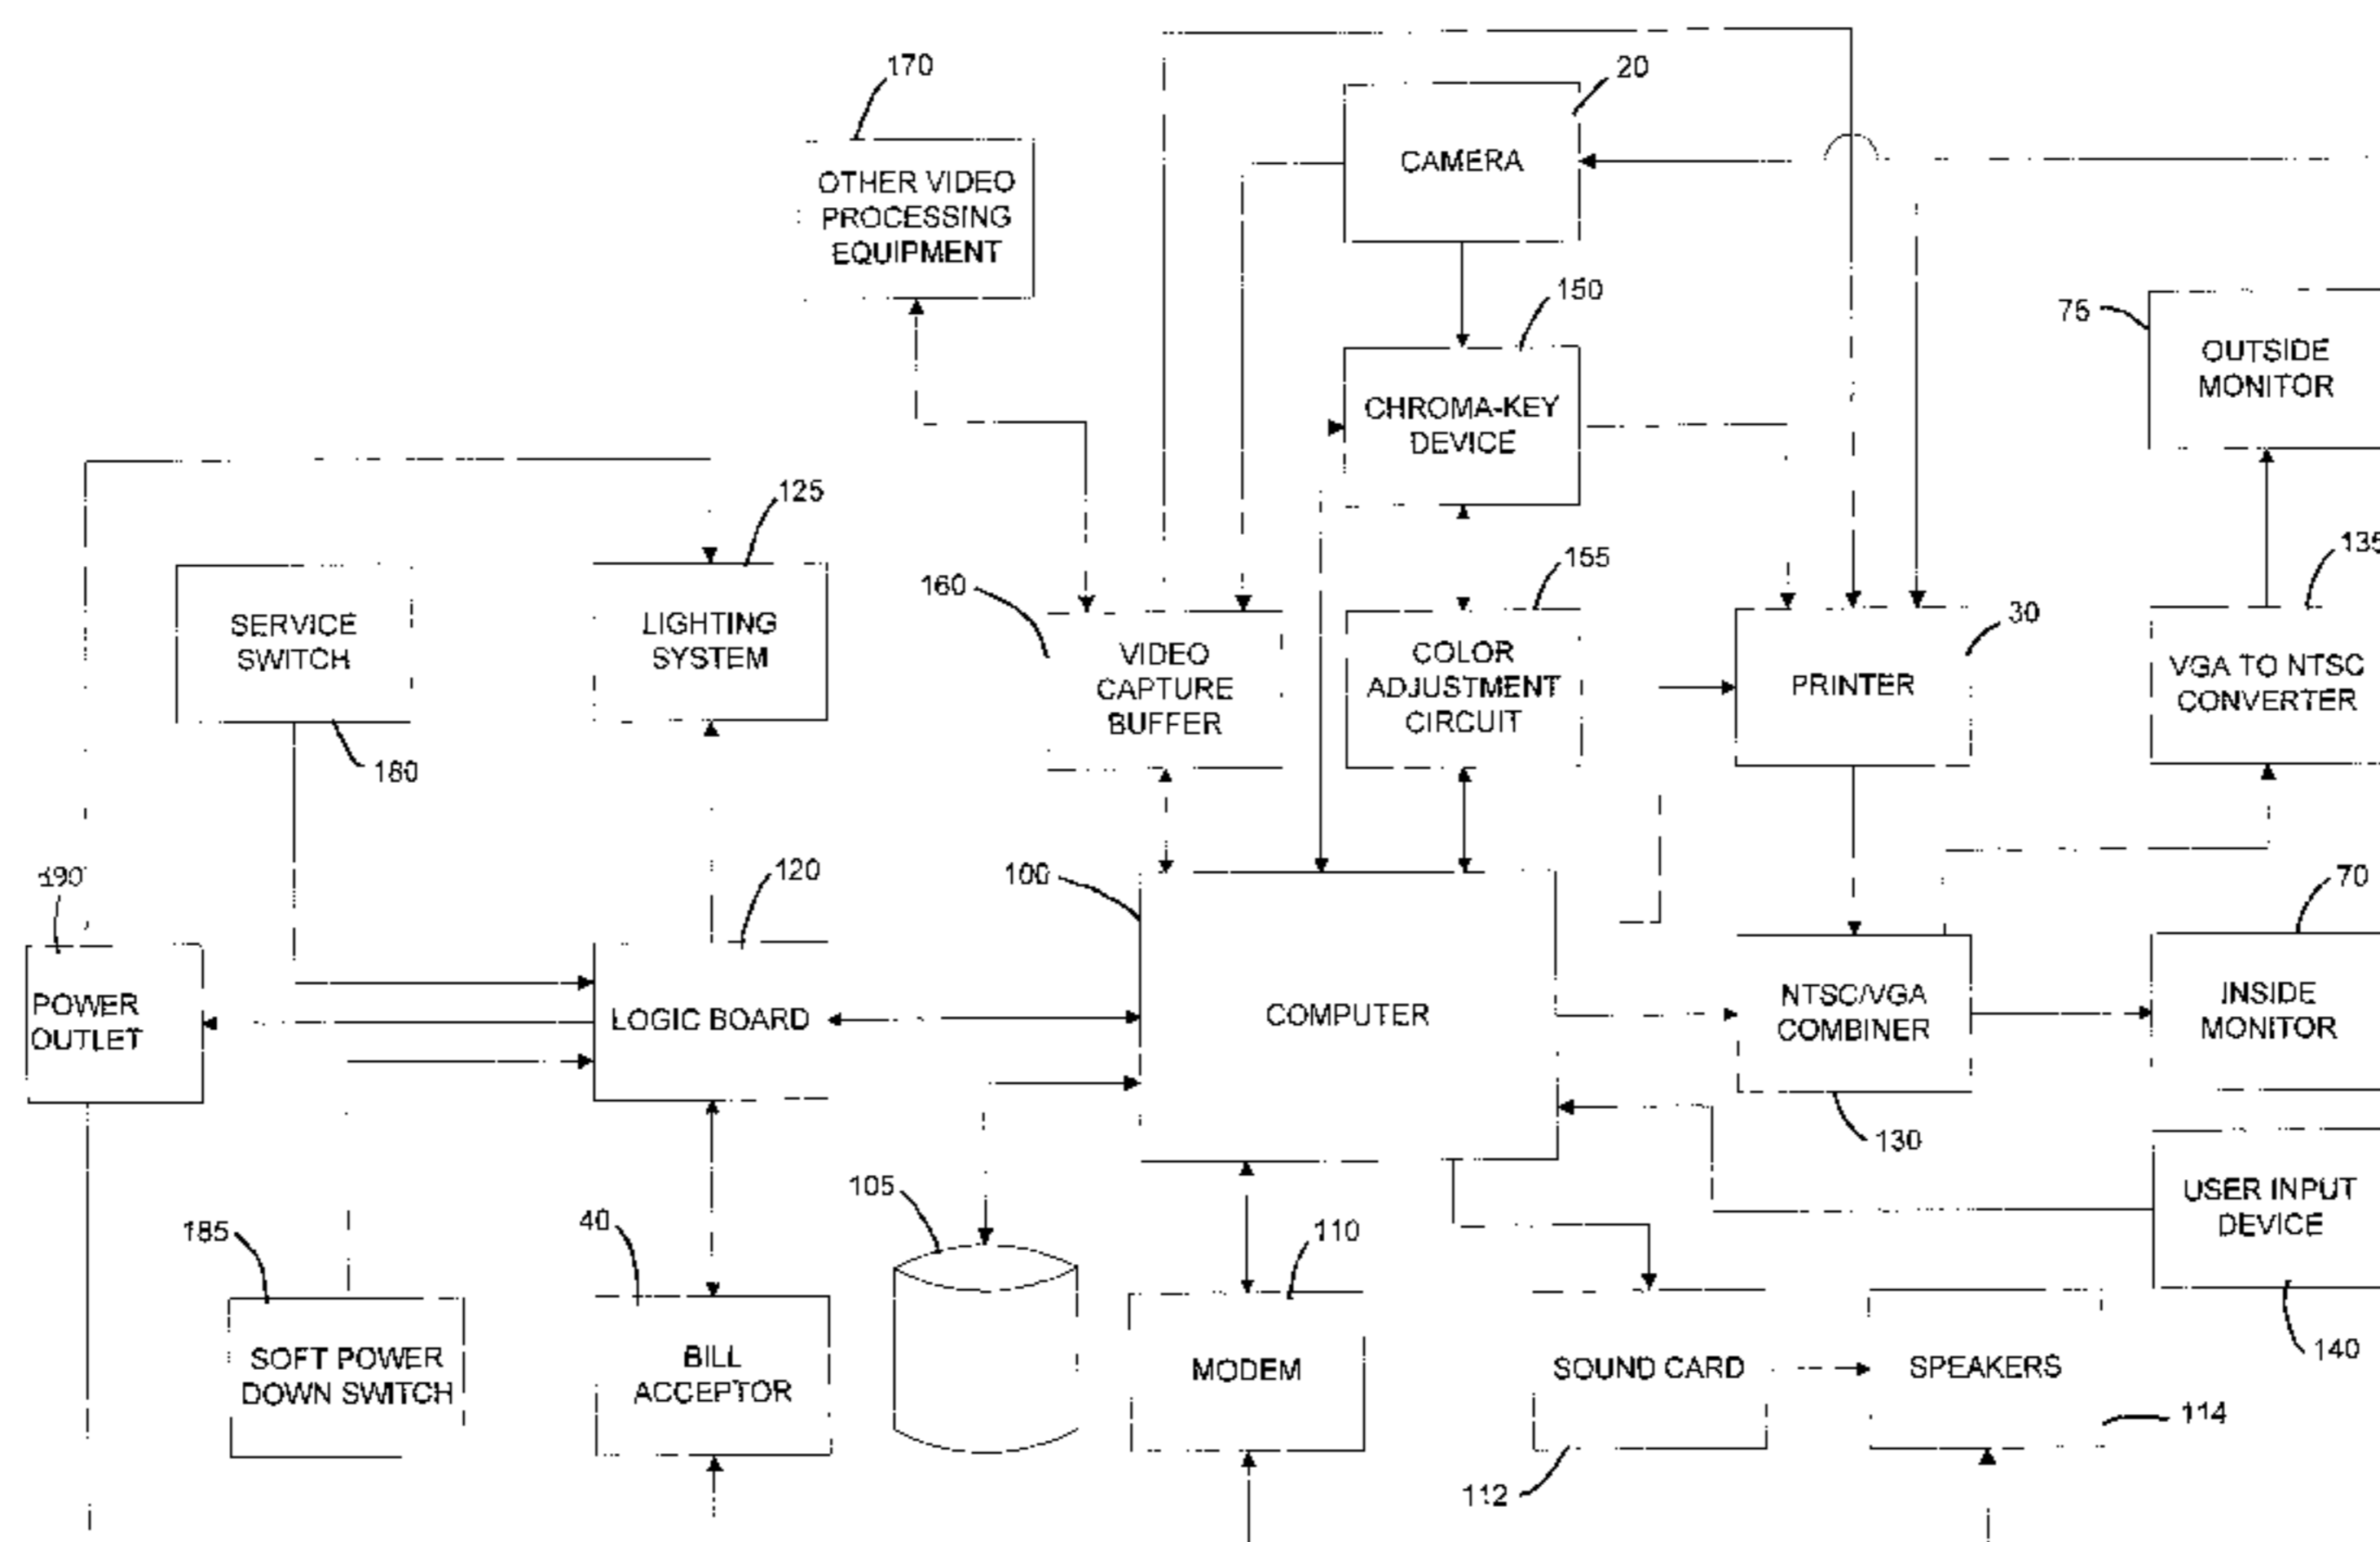 170
20
CAMERA
OTHER VIDEO
PROCESSING
EQUIPMENT
150
75
OUTSIDE
MONITOR
CHROMA-KEY
DEVICE
125
135
160
155
30
SERVICE
SWITCH
LIGHTING
SYSTEM
VIDEO
CAPTURE
BUFFER
COLOR
ADJUSTMENT
CIRCUIT
PRINTER
VGA TO NTSC
CONVERTER
180
190
120
100
70
POWER
OUTLET
LOGIC BOARD
COMPUTER
NTSC/VGA
COMBINER
INSIDE
MONITOR
130
105
185
40
110
USER INPUT
DEVICE
SOFT POWER
DOWN SWITCH
BILL
ACCEPTOR
MODEM
SOUND CARD
SPEAKERS
140
114
112